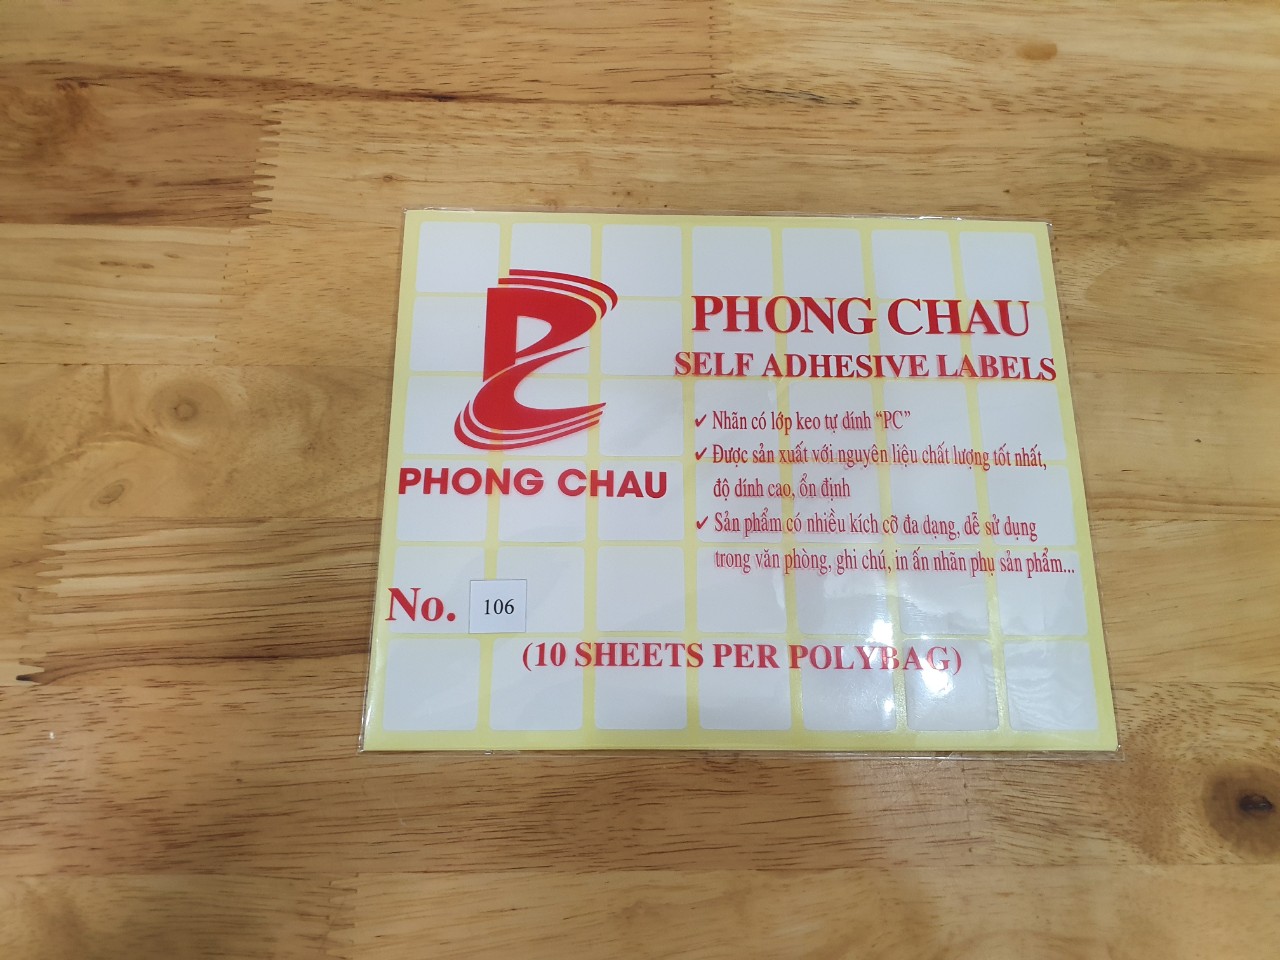 PHONG CHAU
No. 106
PHONG CHAU
SELF ADHESIVE LABELS
✓ Nhãn có lớp keo tự dính “PC”
✓ Được sản xuất với nguyên liệu chất lượng tốt nhất,
độ dính cao, ổn định
✓ Sản phẩm có nhiều kích cỡ đa dạng, dễ sử dụng
trong văn phòng, ghi chú, in ấn nhãn phụ sản phẩm...
(10 SHEETS PER POLYBAG)